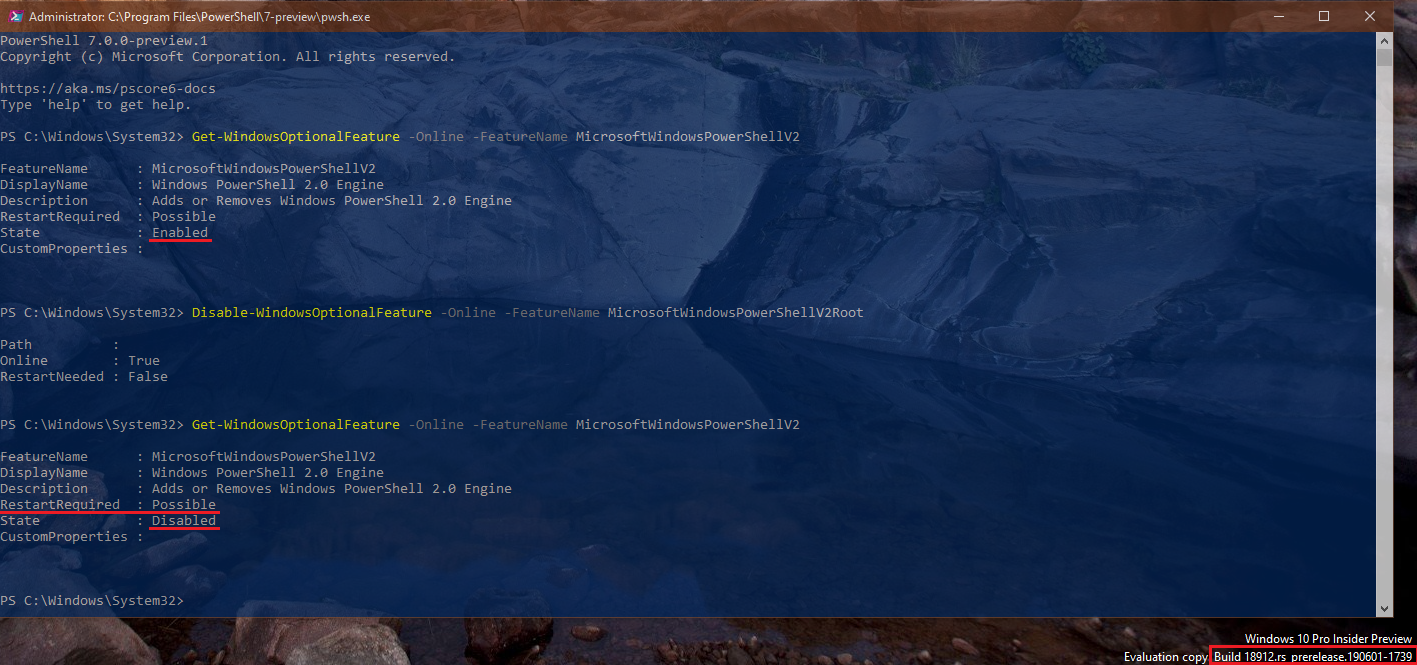 Administrator: C:\Program Files\PowerShell\7-preview\pwsh.exe
PowerShell 7.0.0-preview.1
Copyright (c) Microsoft Corporation. All rights reserved.
https://aka.ms/pscore6-docs
Type 'help' to get help.
PS C:\Windows\System32> Get-WindowsOptionalFeature -Online -FeatureName MicrosoftWindowsPowerShellV2
FeatureName      : MicrosoftWindowsPowerShellV2
DisplayName      : Windows PowerShell 2.0 Engine
Description      : Adds or Removes Windows PowerShell 2.0 Engine
RestartRequired  : Possible
State            : Enabled
CustomProperties :
PS C:\Windows\System32> Disable-WindowsOptionalFeature -Online -FeatureName MicrosoftWindowsPowerShellV2Root
Path          :
Online        : True
RestartNeeded : False
PS C:\Windows\System32> Get-WindowsOptionalFeature -Online -FeatureName MicrosoftWindowsPowerShellV2
FeatureName      : MicrosoftWindowsPowerShellV2
DisplayName      : Windows PowerShell 2.0 Engine
Description      : Adds or Removes Windows PowerShell 2.0 Engine
RestartRequired  : Possible
State            : Disabled
CustomProperties :
PS C:\Windows\System32>
Windows 10 Pro Insider Preview
Evaluation copy Build 18912.rs_prerelease.190601-1739